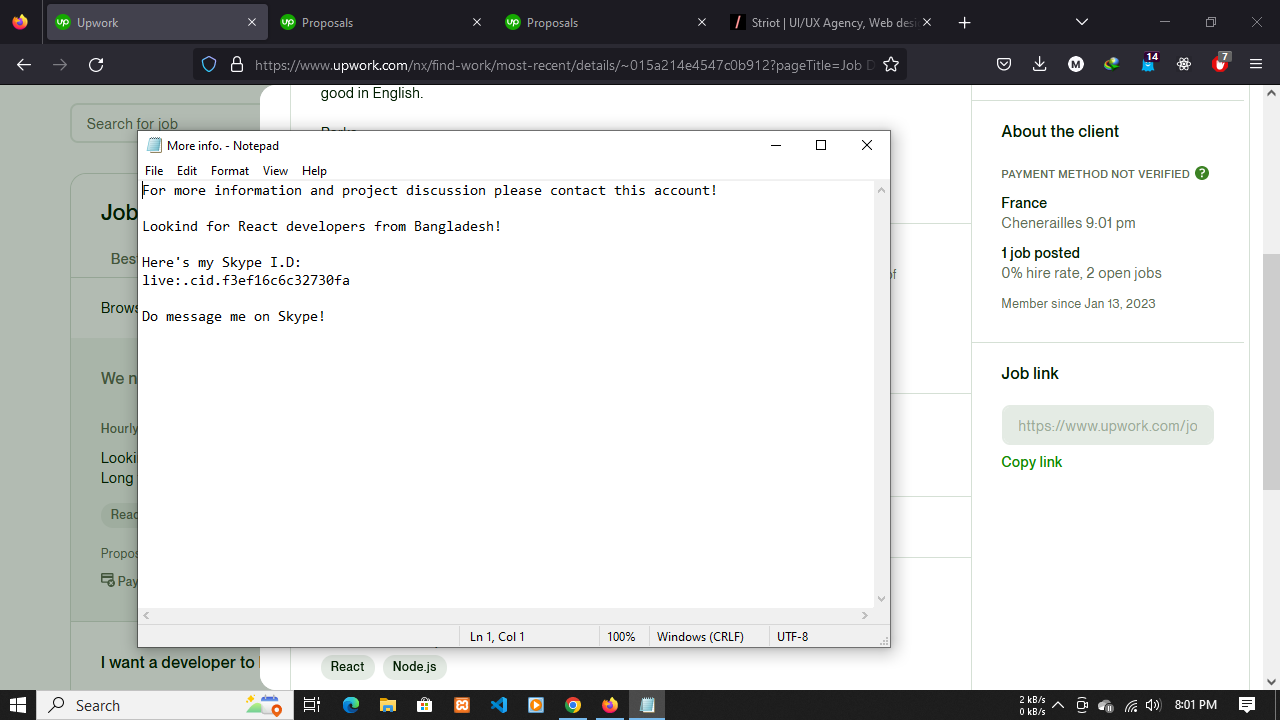 Upwork
Proposals
Proposals
Striot | UI/UX Agency, Web desi
https://www.upwork.com/nx/find-work/most-recent/details/~015a214e4547c0b912?pageTitle=Job D
14
7
good in English.
Search for job
More info. - Notepad
File Edit Format View Help
For more information and project discussion please contact this account!
Lookind for React developers from Bangladesh!
Here's my Skype I.D:
live:.cid.f3ef16c6c32730fa
Do message me on Skype!
Ln 1, Col 1
100%
Windows (CRLF)
UTF-8
Job
Bes
Brows
We n
Hourly
Looki
Long
Reac
Propos
Pay
I want a developer to
of
React
Node.js
About the client
PAYMENT METHOD NOT VERIFIED
France
Chenerailles 9:01 pm
1 job posted
0% hire rate, 2 open jobs
Member since Jan 13, 2023
Job link
https://www.upwork.com/jo
Copy link
Search
2 kB/s
0 kB/s
8:01 PM